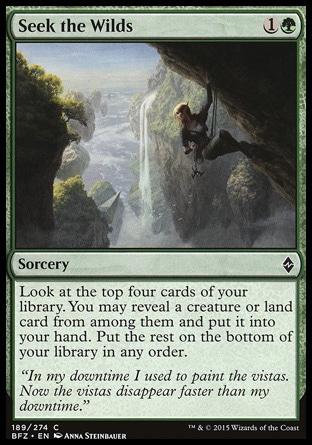 Seek the Wilds 1
Sorcery
Look at the top four cards of your
library. You may reveal a creature or land
card from among them and put it into
your hand. Put the rest on the bottom of
your library in any order.
"In my downtime I used to paint the vistas.
Now the vistas disappear faster than my
downtime."
189/274 C
BFZ • EN Anna Steinbauer ™ & © 2015 Wizards of the Coast